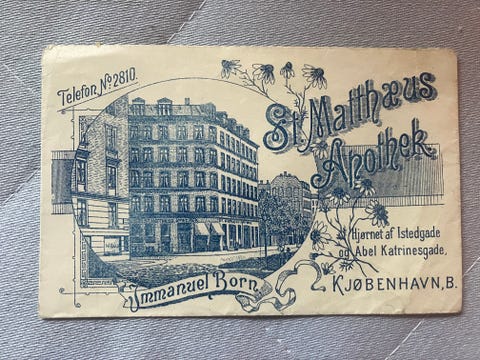 Telefon Nº 2810.
St. Matthæus
Apothek.
Hjørnet af Istedgade
og Abel Katrinesgade,
KJØBENHAVN, B.
Immanuel Born